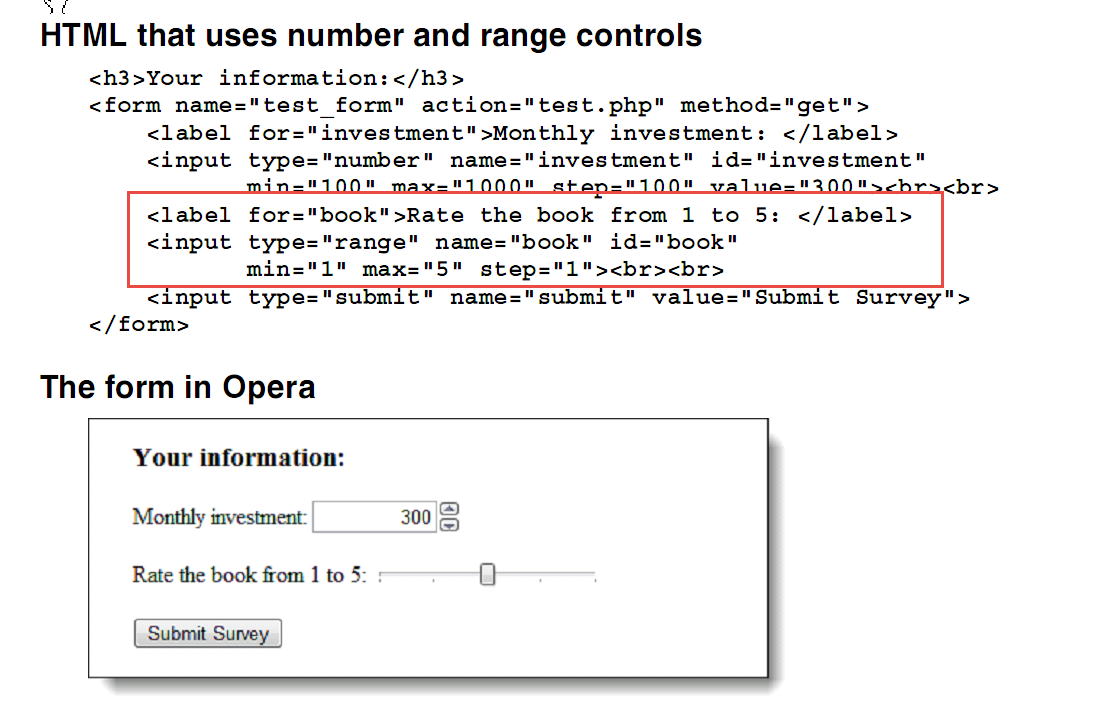 HTML that uses number and range controls
<h3>Your information:</h3>
<form name="test_form" action="test.php" method="get">
<label for="investment">Monthly investment: </label>
<input type="number" name="investment" id="investment"
min="100" max="1000" step="100" value="300"><br><br>
<label for="book">Rate the book from 1 to 5: </label>
<input type="range" name="book" id="book"
min="1" max="5" step="1"><br><br>
<input type="submit" name="submit" value="Submit Survey">
</form>
The form in Opera
Your information:
Monthly investment: 300
Rate the book from 1 to 5:
Submit Survey